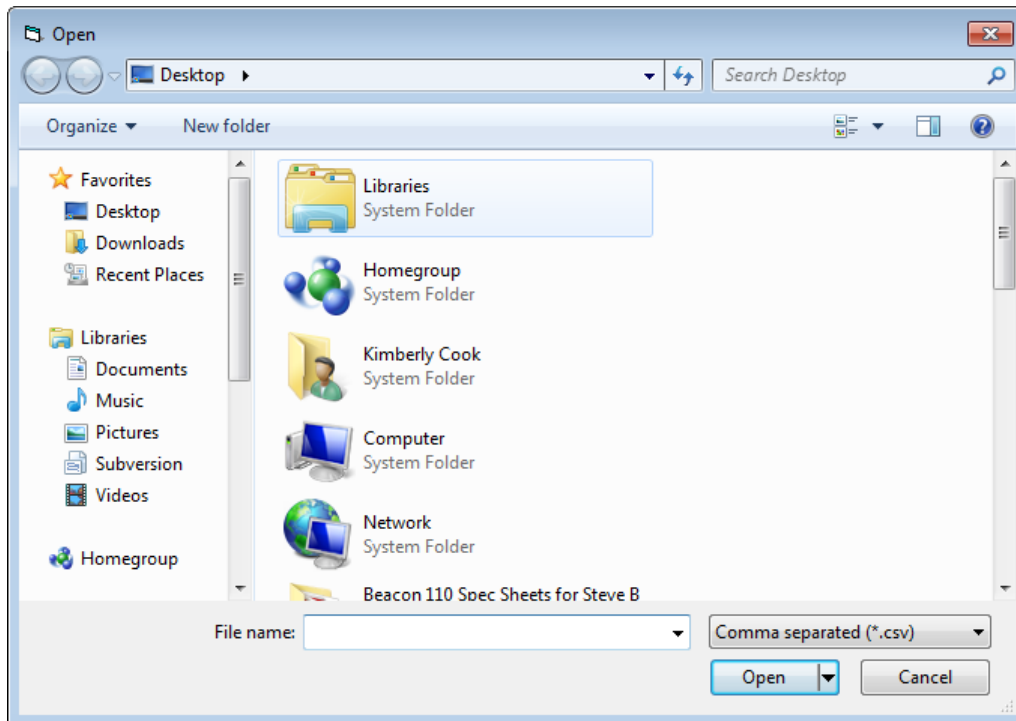 Open
Desktop
Search Desktop
Organize New folder
Favorites
Desktop
Downloads
Recent Places
Libraries
Documents
Music
Pictures
Subversion
Videos
Homegroup
Libraries
System Folder
Homegroup
System Folder
Kimberly Cook
System Folder
Computer
System Folder
Network
System Folder
Beacon 110 Spec Sheets for Steve B
File name: Comma separated (*.csv)
Open Cancel